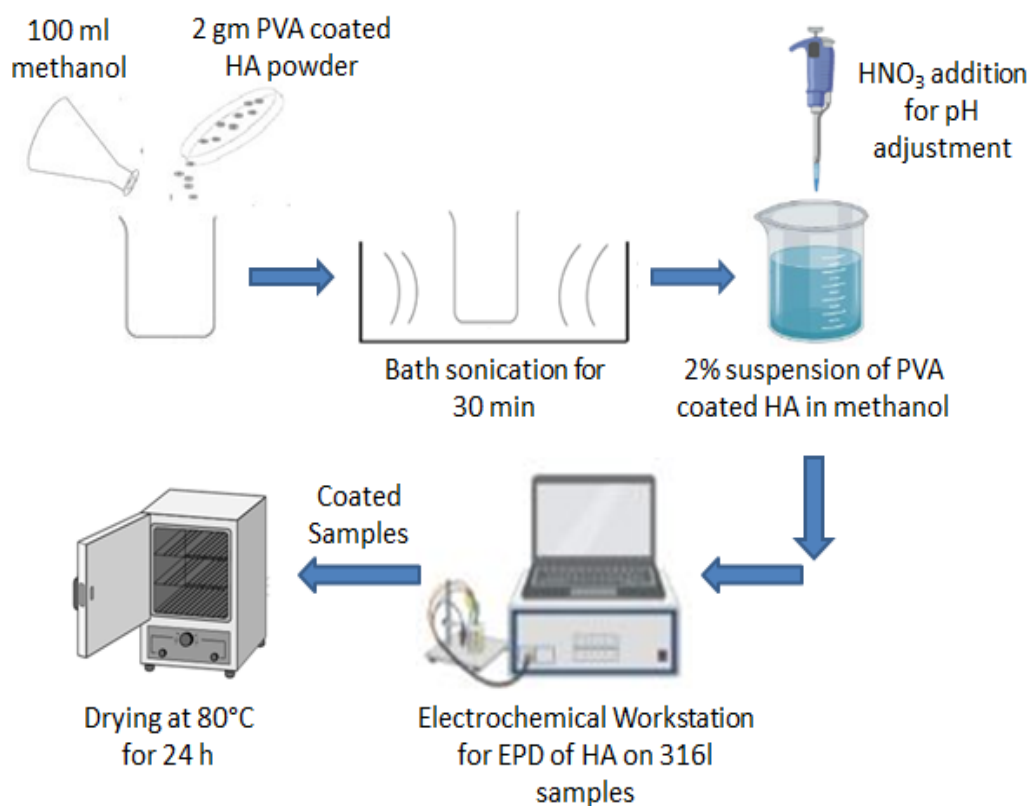 100 ml
methanol
2 gm PVA coated
HA powder
HNO₃ addition
for pH
adjustment
Bath sonication for
30 min
2% suspension of PVA
coated HA in methanol
Coated
Samples
Drying at 80°C
for 24 h
Electrochemical Workstation
for EPD of HA on 316l
samples